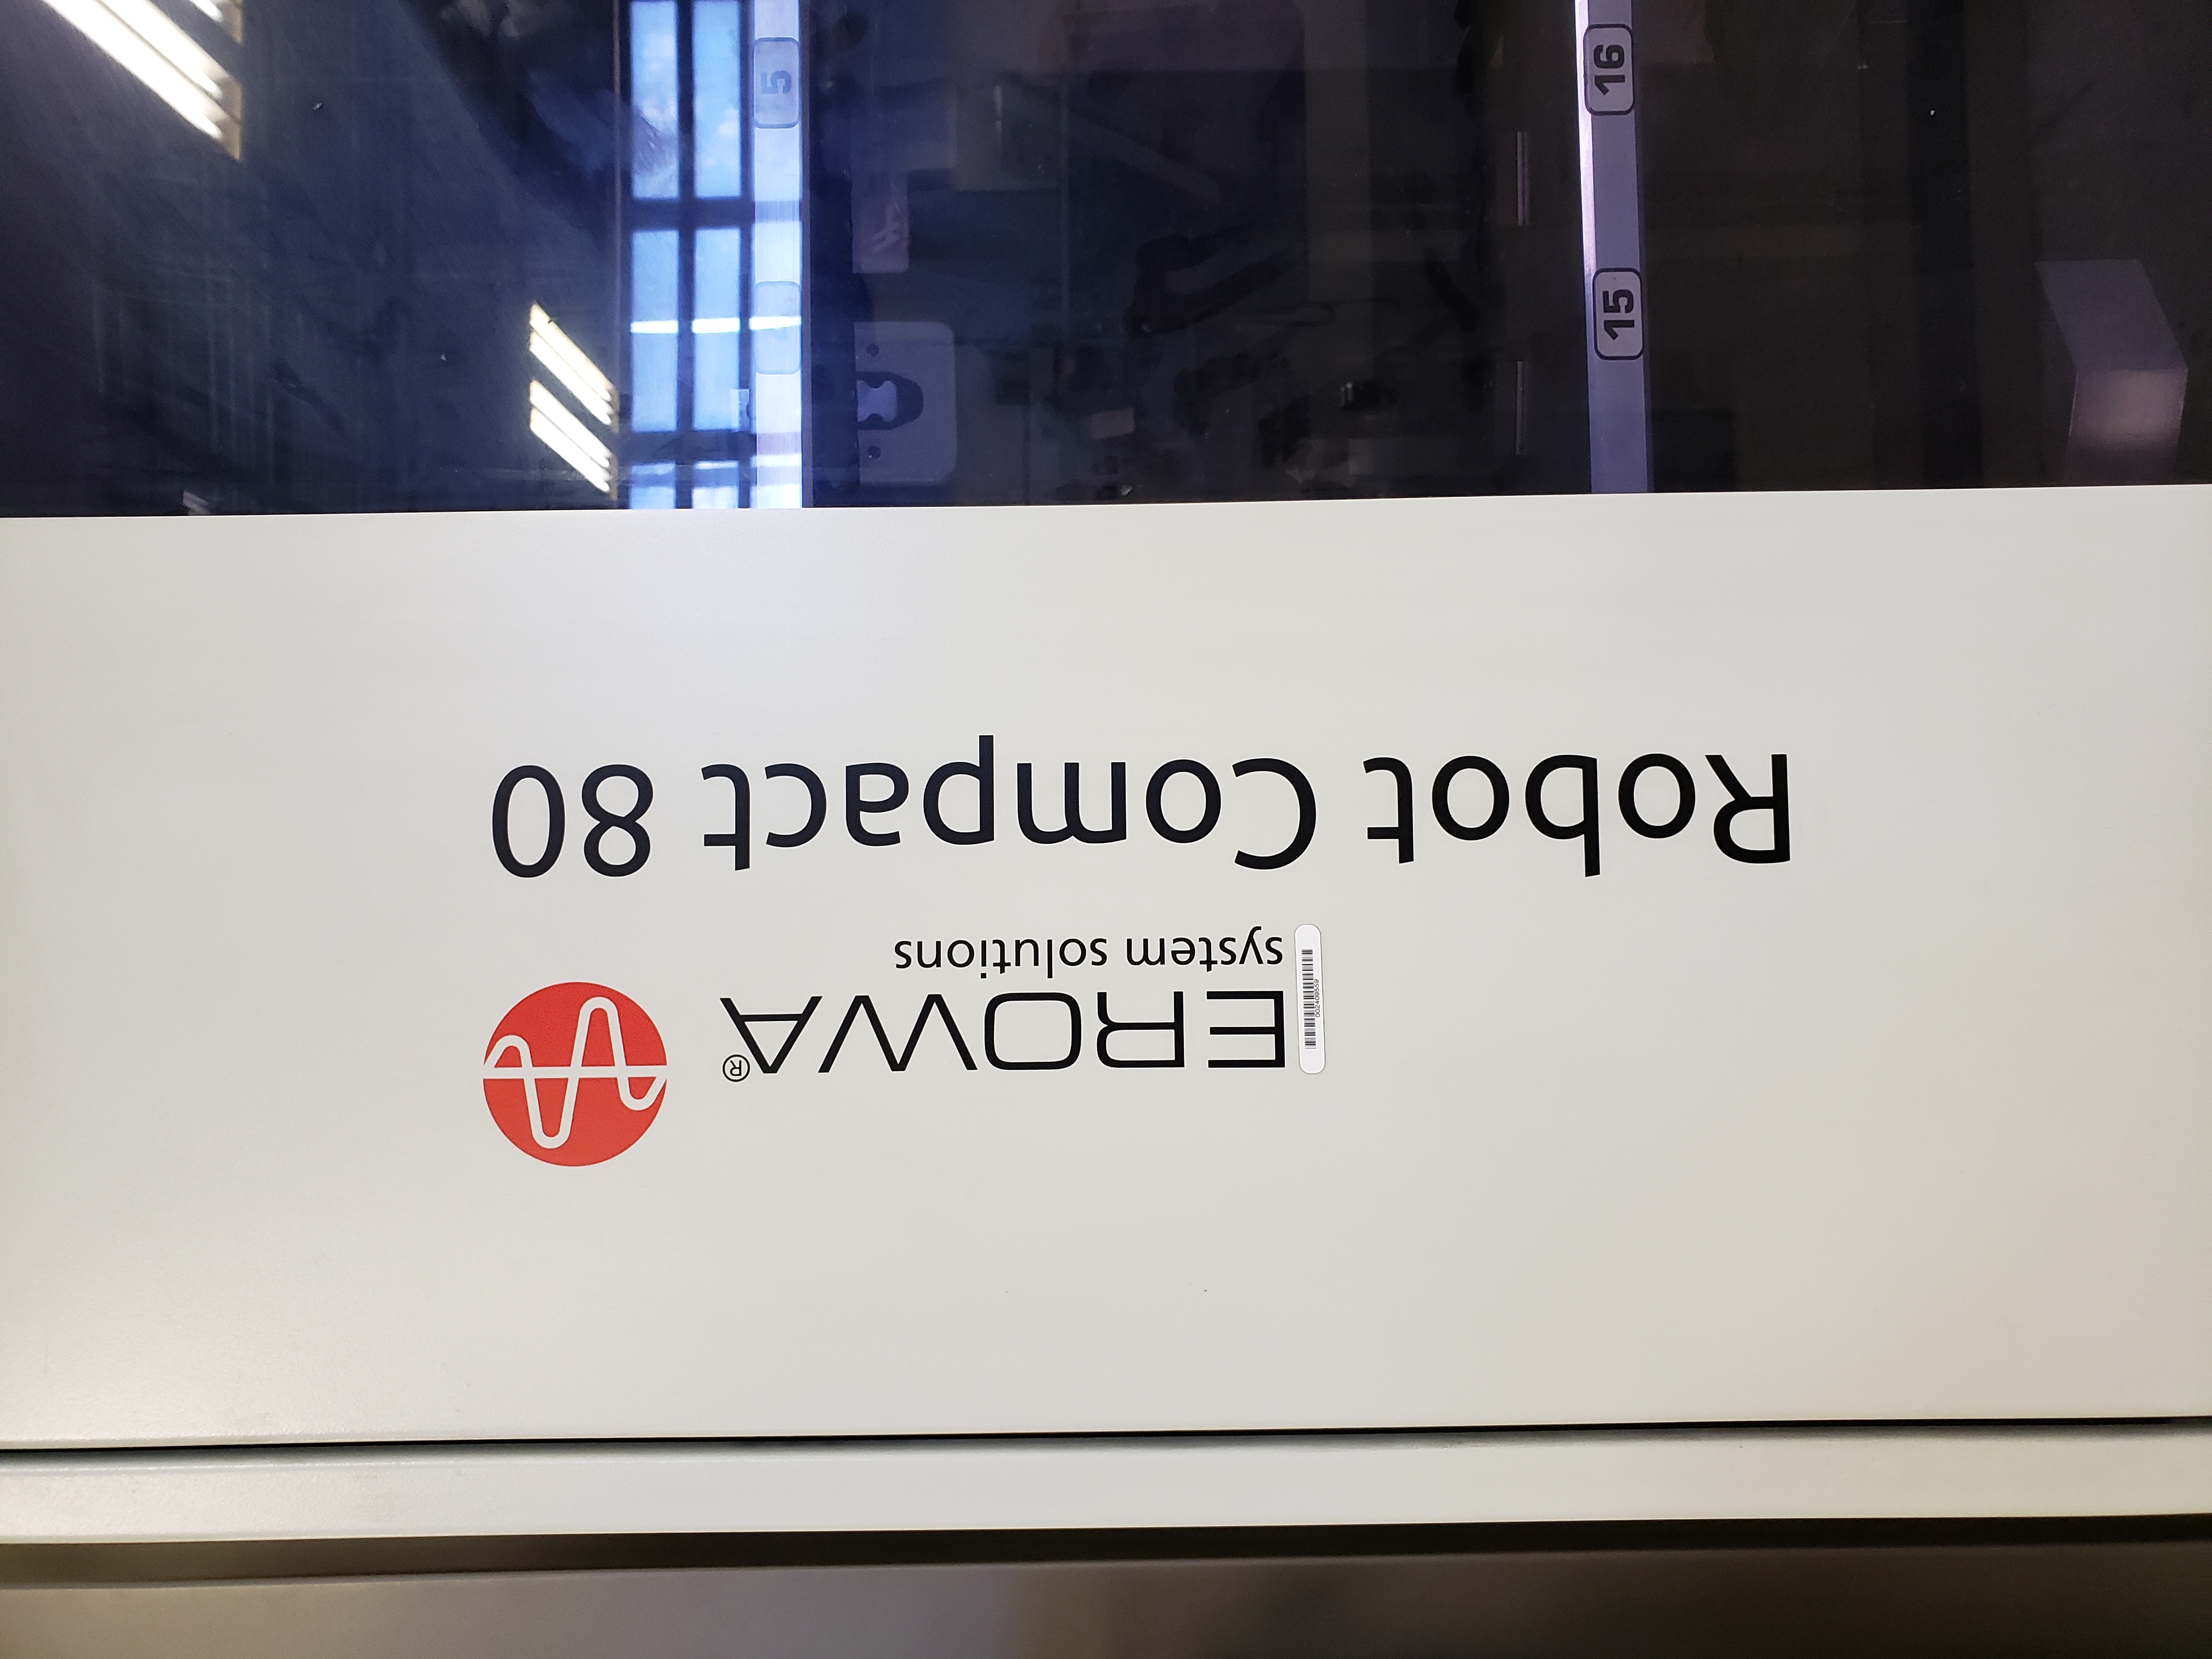 EROWA®
system solutions
Robot Compact 80
15
16
5